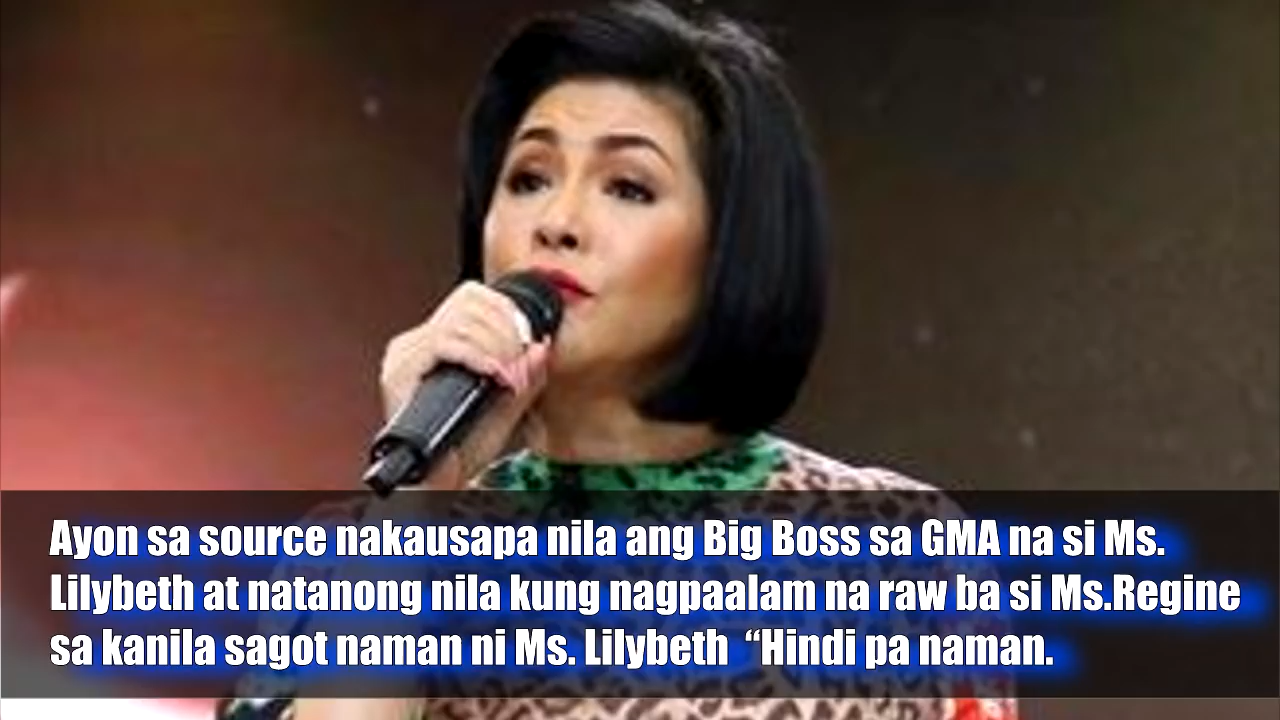 Ayon sa source nakausapa nila ang Big Boss sa GMA na si Ms.
Lilybeth at natanong nila kung nagpaalam na raw ba si Ms.Regine
sa kanila sagot naman ni Ms. Lilybeth “Hindi pa naman.